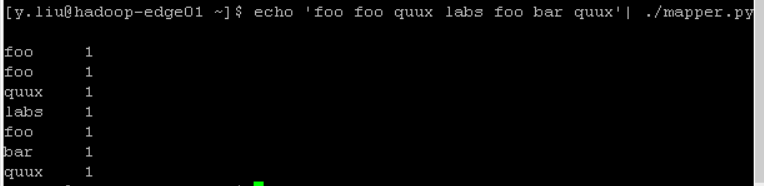 [y.liu@hadoop-edge01 ~]$ echo 'foo foo quux labs foo bar quux'| ./mapper.py
foo 1
foo 1
quux 1
labs 1
foo 1
bar 1
quux 1